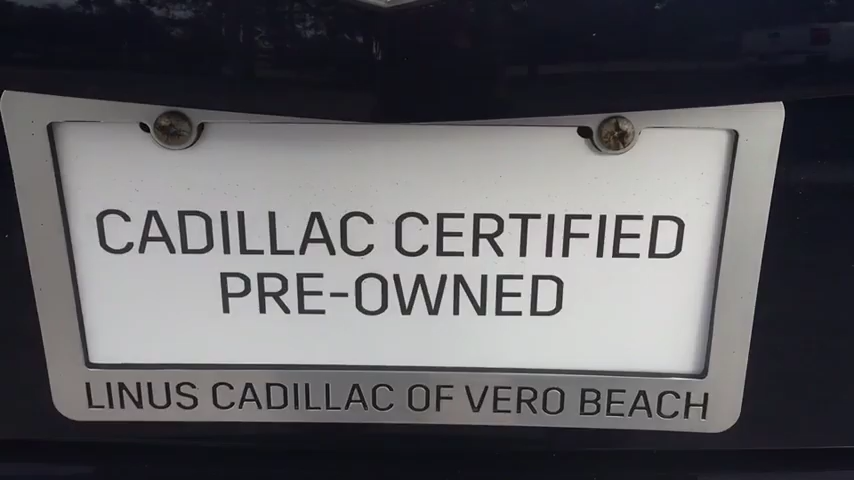 CADILLAC CERTIFIED
PRE-OWNED
LINUS CADILLAC OF VERO BEACH